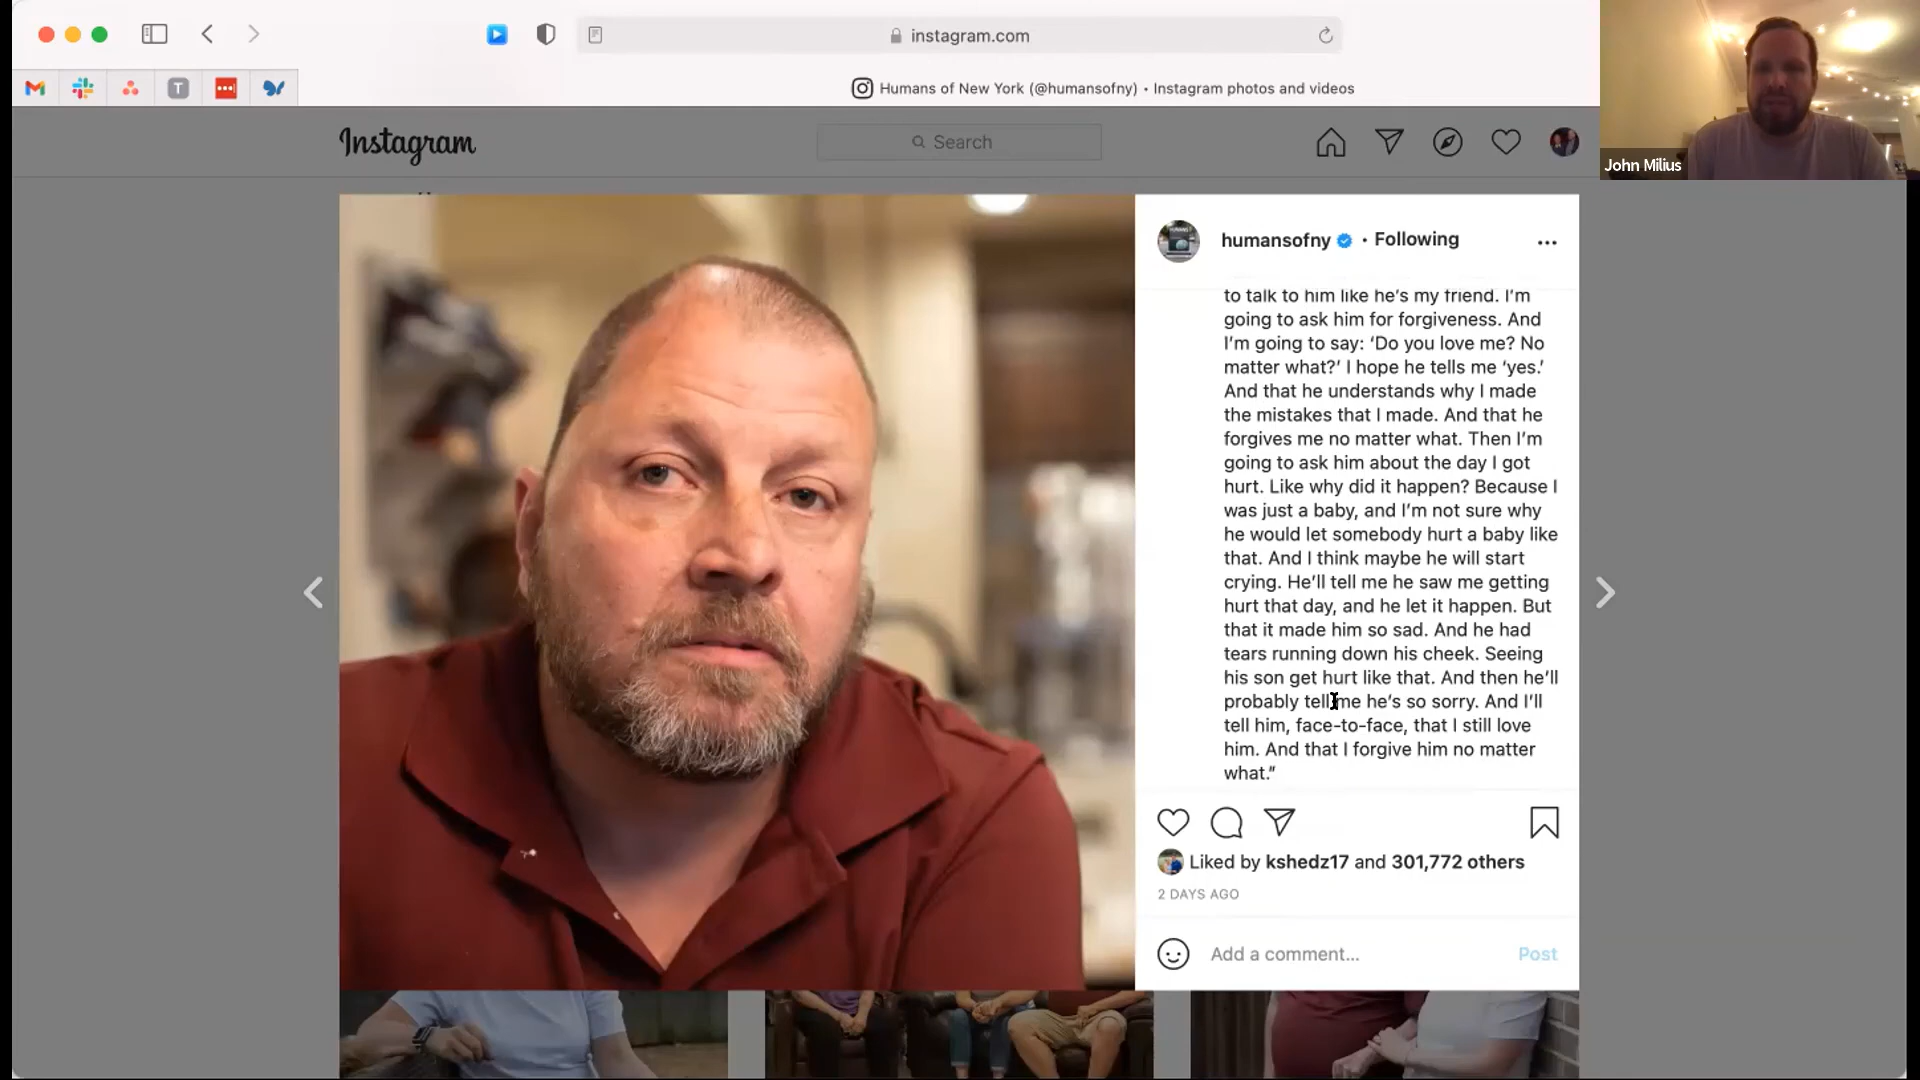 instagram.com
T
Humans of New York (@humansofny) • Instagram photos and videos
Instagram
Search
John Milius
humansofny • Following
to talk to him like he’s my friend. I’m
going to ask him for forgiveness. And
I’m going to say: ‘Do you love me? No
matter what?’ I hope he tells me ‘yes.’
And that he understands why I made
the mistakes that I made. And that he
forgives me no matter what. Then I’m
going to ask him about the day I got
hurt. Like why did it happen? Because I
was just a baby, and I’m not sure why
he would let somebody hurt a baby like
that. And I think maybe he will start
crying. He’ll tell me he saw me getting
hurt that day, and he let it happen. But
that it made him so sad. And he had
tears running down his cheek. Seeing
his son get hurt like that. And then he’ll
probably tell me he’s so sorry. And I’ll
tell him, face-to-face, that I still love
him. And that I forgive him no matter
what.”
Liked by kshedz17 and 301,772 others
2 DAYS AGO
Add a comment...
Post